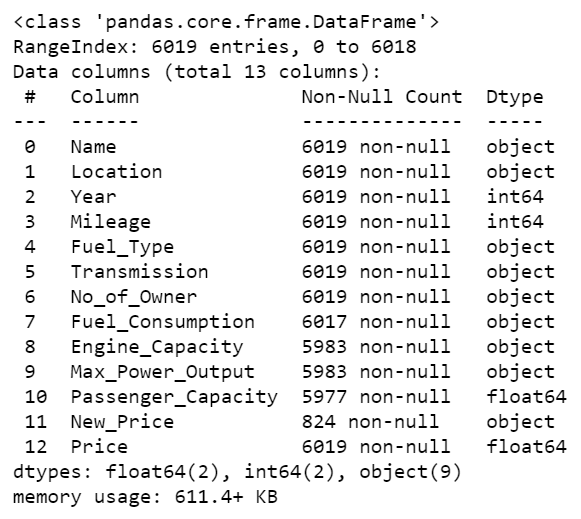 <class 'pandas.core.frame.DataFrame'>
RangeIndex: 6019 entries, 0 to 6018
Data columns (total 13 columns):
 #   Column              Non-Null Count  Dtype
---  ------              --------------  -----
 0   Name                6019 non-null   object
 1   Location            6019 non-null   object
 2   Year                6019 non-null   int64
 3   Mileage             6019 non-null   int64
 4   Fuel_Type           6019 non-null   object
 5   Transmission        6019 non-null   object
 6   No_of_Owner         6019 non-null   object
 7   Fuel_Consumption    6017 non-null   object
 8   Engine_Capacity     5983 non-null   object
 9   Max_Power_Output    5983 non-null   object
 10  Passenger_Capacity  5977 non-null   float64
 11  New_Price           824 non-null    object
 12  Price               6019 non-null   float64
dtypes: float64(2), int64(2), object(9)
memory usage: 611.4+ KB